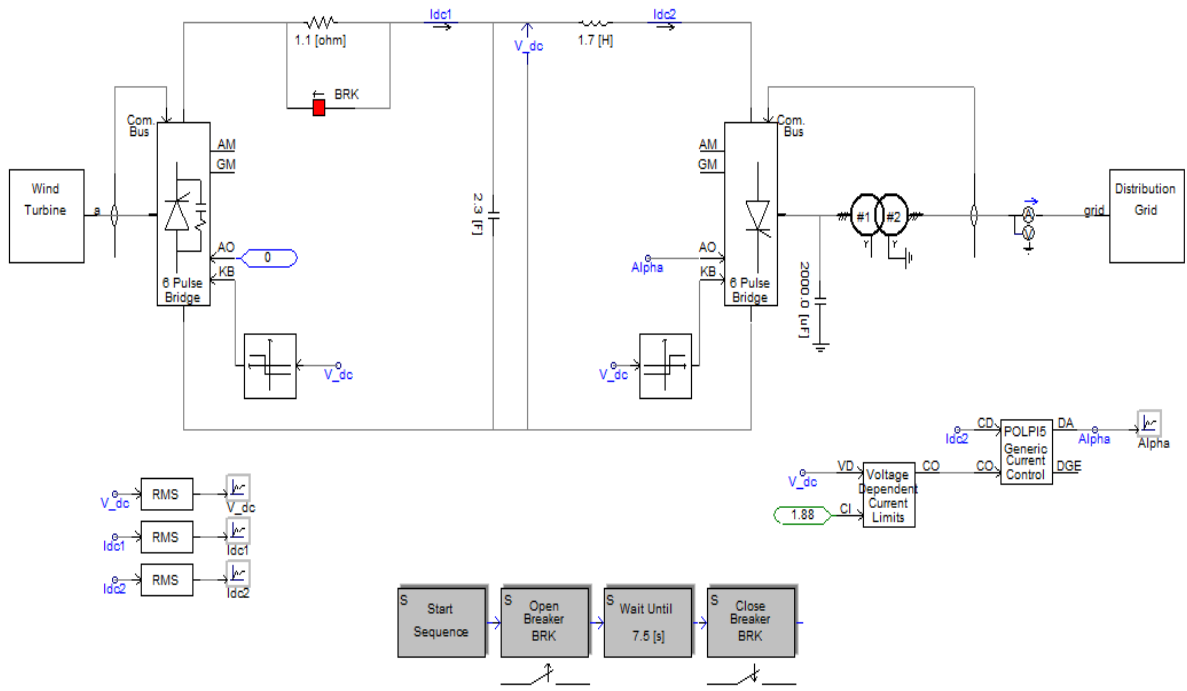 Idc1
Idc2
1.1 [ohm]
V_dc
1.7 [H]
BRK
Com.
Bus
Com.
Bus
AM
GM
AM
GM
Wind
Turbine
a
2.3 [F]
#1
#2
A
V
grid
Distribution
Grid
Y
Y
AO
0
KB
6 Pulse
Bridge
Alpha
AO
KB
6 Pulse
Bridge
2000.0 [uF]
V_dc
V_dc
Idc2
CD
POLPI5
Generic
Current
Control
DA
Alpha
Alpha
CO
DGE
V_dc
VD
Voltage
Dependent
Current
Limits
CO
1.88
CI
V_dc
RMS
V_dc
Idc1
RMS
Idc1
Idc2
RMS
Idc2
S
Start
Sequence
S
Open
Breaker
BRK
S
Wait Until
7.5 [s]
S
Close
Breaker
BRK